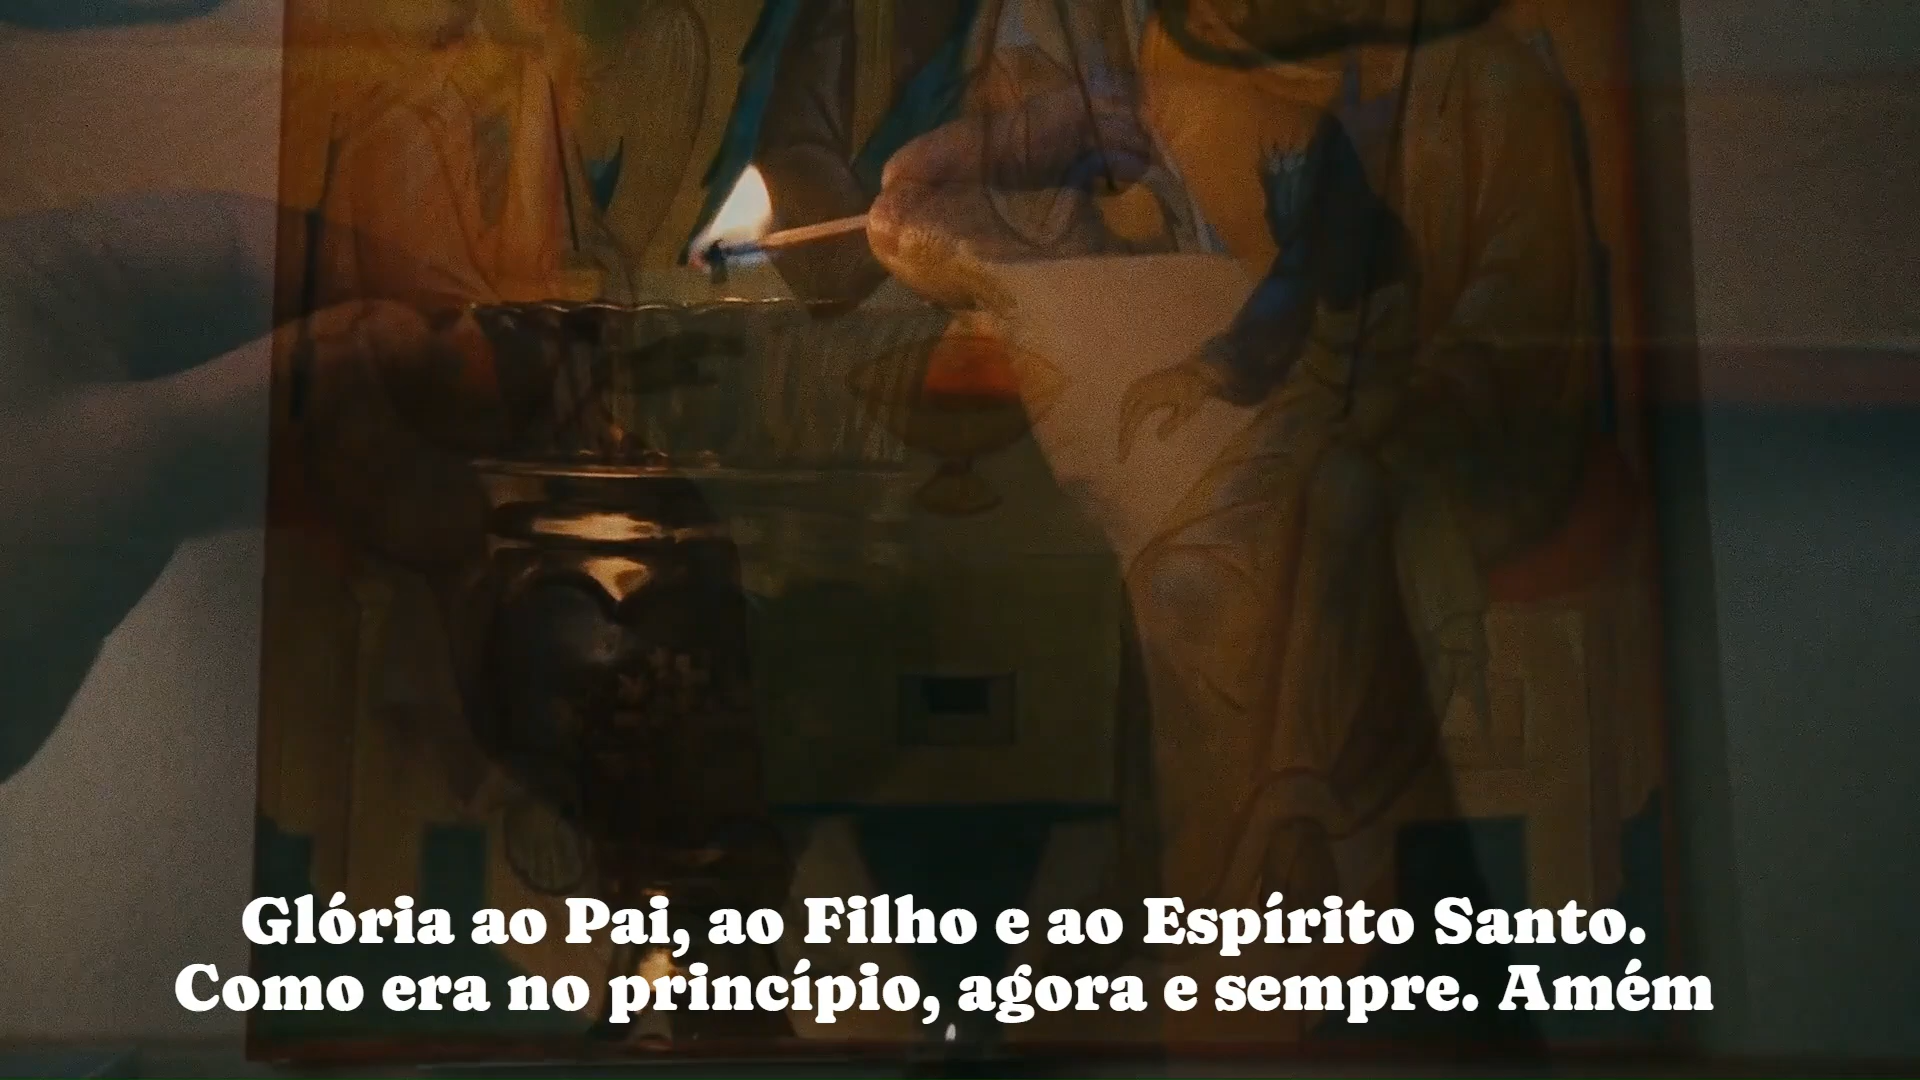 Glória ao Pai, ao Filho e ao Espírito Santo.
Como era no princípio, agora e sempre. Amém